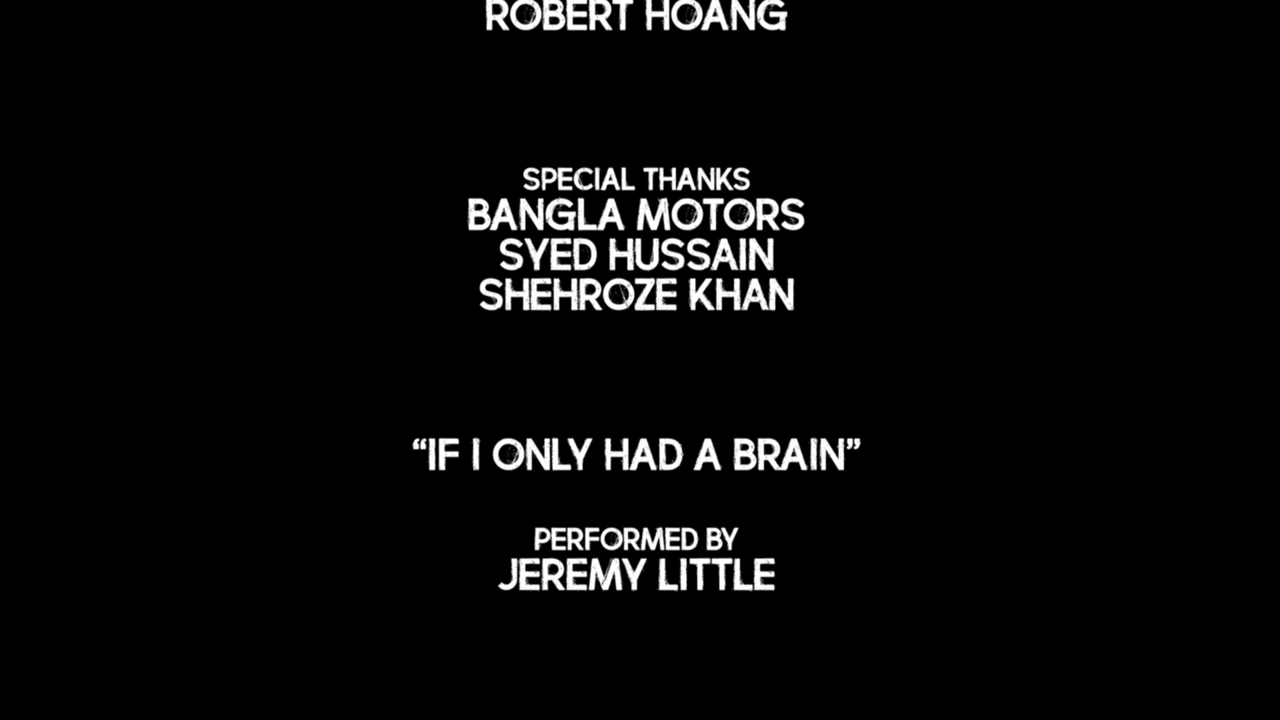 ROBERT HOANG
SPECIAL THANKS
BANGLA MOTORS
SYED HUSSAIN
SHEHROZE KHAN
“IF I ONLY HAD A BRAIN”
PERFORMED BY
JEREMY LITTLE